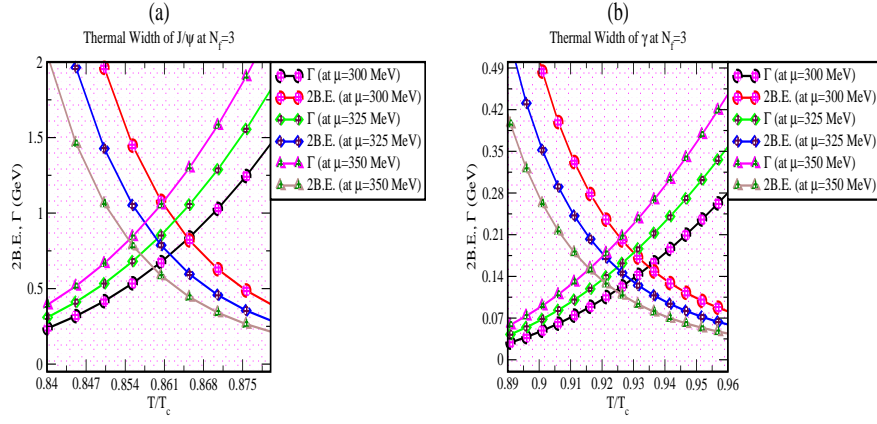 (a)
Thermal Width of J/ψ at N_f=3
2B.E., Γ (GeV)
2
1.5
1
0.5
0
0.84 0.847 0.854 0.861 0.868 0.875
T/T_c
Γ (at μ=300 MeV)
2B.E. (at μ=300 MeV)
Γ (at μ=325 MeV)
2B.E. (at μ=325 MeV)
Γ (at μ=350 MeV)
2B.E. (at μ=350 MeV)
(b)
Thermal Width of γ at N_f=3
2B.E., Γ (GeV)
0.49
0.42
0.35
0.28
0.21
0.14
0.07
0
0.89 0.9 0.91 0.92 0.93 0.94 0.95 0.96
T/T_c
Γ (at μ=300 MeV)
2B.E. (at μ=300 MeV)
Γ (at μ=325 MeV)
2B.E. (at μ=325 MeV)
Γ (at μ=350 MeV)
2B.E. (at μ=350 MeV)